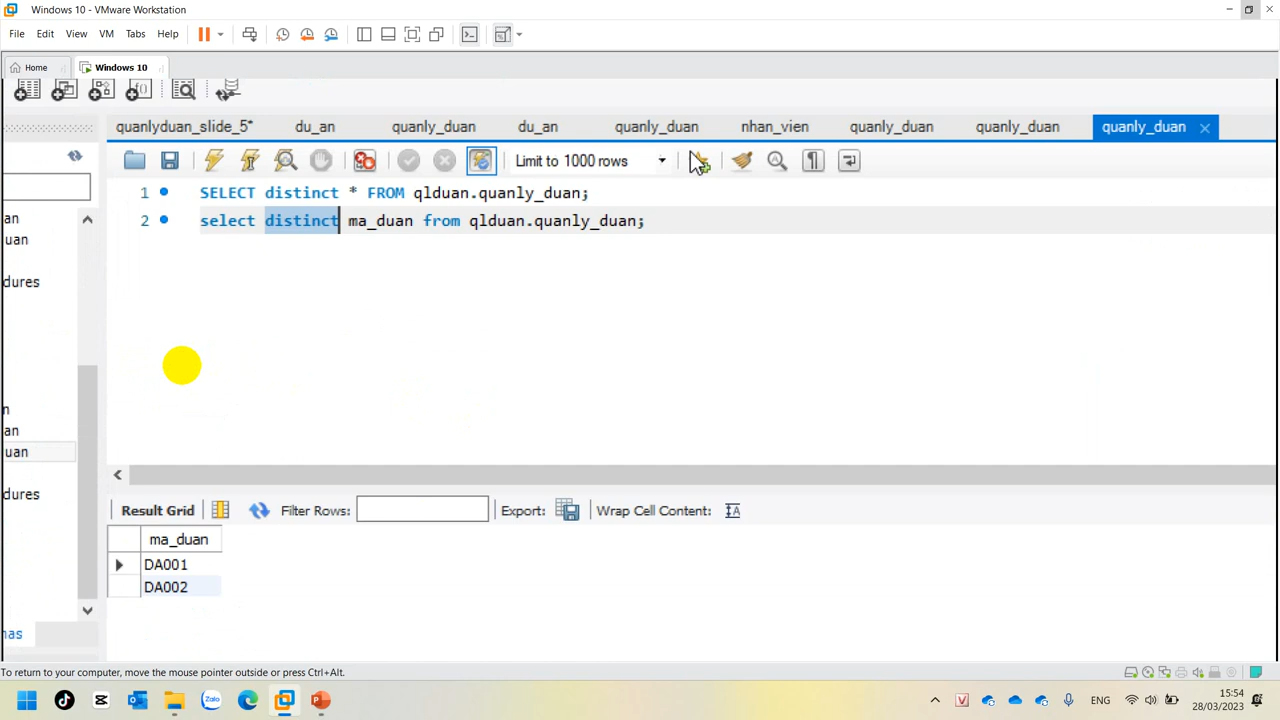 Windows 10 - VMware Workstation
File Edit View VM Tabs Help
Home Windows 10
quanlyduan_slide_5* du_an quanly_duan du_an quanly_duan nhan_vien quanly_duan quanly_duan quanly_duan
Limit to 1000 rows
1 SELECT distinct * FROM qlduan.quanly_duan;
2 select distinct ma_duan from qlduan.quanly_duan;
an
uan
dures
n
an
uan
dures
nas
Result Grid Filter Rows: Export: Wrap Cell Content:
ma_duan
DA001
DA002
To return to your computer, move the mouse pointer outside or press Ctrl+Alt.
Zalo ENG 15:54
28/03/2023